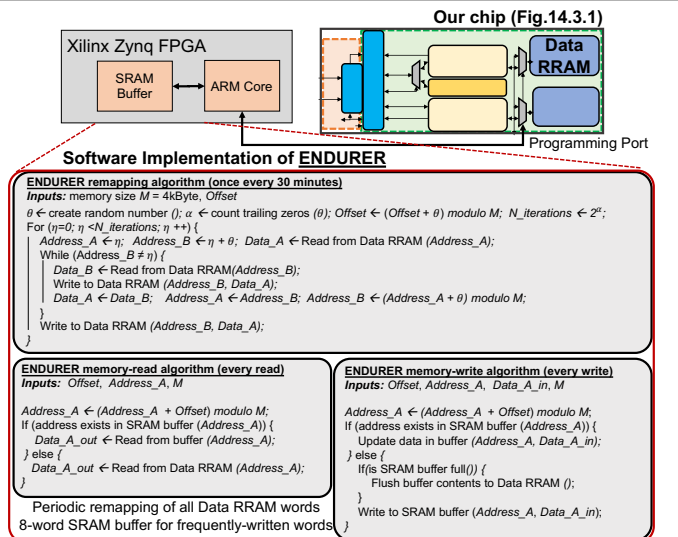 Our chip (Fig.14.3.1)
Xilinx Zynq FPGA
SRAM
Buffer
ARM Core
Data
RRAM
Programming Port
Software Implementation of ENDURER
ENDURER remapping algorithm (once every 30 minutes)
Inputs: memory size M = 4kByte, Offset
θ ← create random number (); α ← count trailing zeros (θ); Offset ← (Offset + θ) modulo M; N_iterations ← 2^α;
For (η=0; η <N_iterations; η ++) {
Address_A ← η; Address_B ← η + θ; Data_A ← Read from Data RRAM (Address_A);
While (Address_B ≠ η) {
Data_B ← Read from Data RRAM(Address_B);
Write to Data RRAM (Address_B, Data_A);
Data_A ← Data_B; Address_A ← Address_B; Address_B ← (Address_A + θ) modulo M;
}
Write to Data RRAM (Address_B, Data_A);
}
ENDURER memory-read algorithm (every read)
Inputs: Offset, Address_A, M
Address_A ← (Address_A + Offset) modulo M;
If (address exists in SRAM buffer (Address_A)) {
Data_A_out ← Read from buffer (Address_A);
} else {
Data_A_out ← Read from Data RRAM (Address_A);
}
Periodic remapping of all Data RRAM words
8-word SRAM buffer for frequently-written words
ENDURER memory-write algorithm (every write)
Inputs: Offset, Address_A, Data_A_in, M
Address_A ← (Address_A + Offset) modulo M;
If (address exists in SRAM buffer (Address_A)) {
Update data in buffer (Address_A, Data_A_in);
} else {
If(is SRAM buffer full()) {
Flush buffer contents to Data RRAM ();
}
Write to SRAM buffer (Address_A, Data_A_in);
}